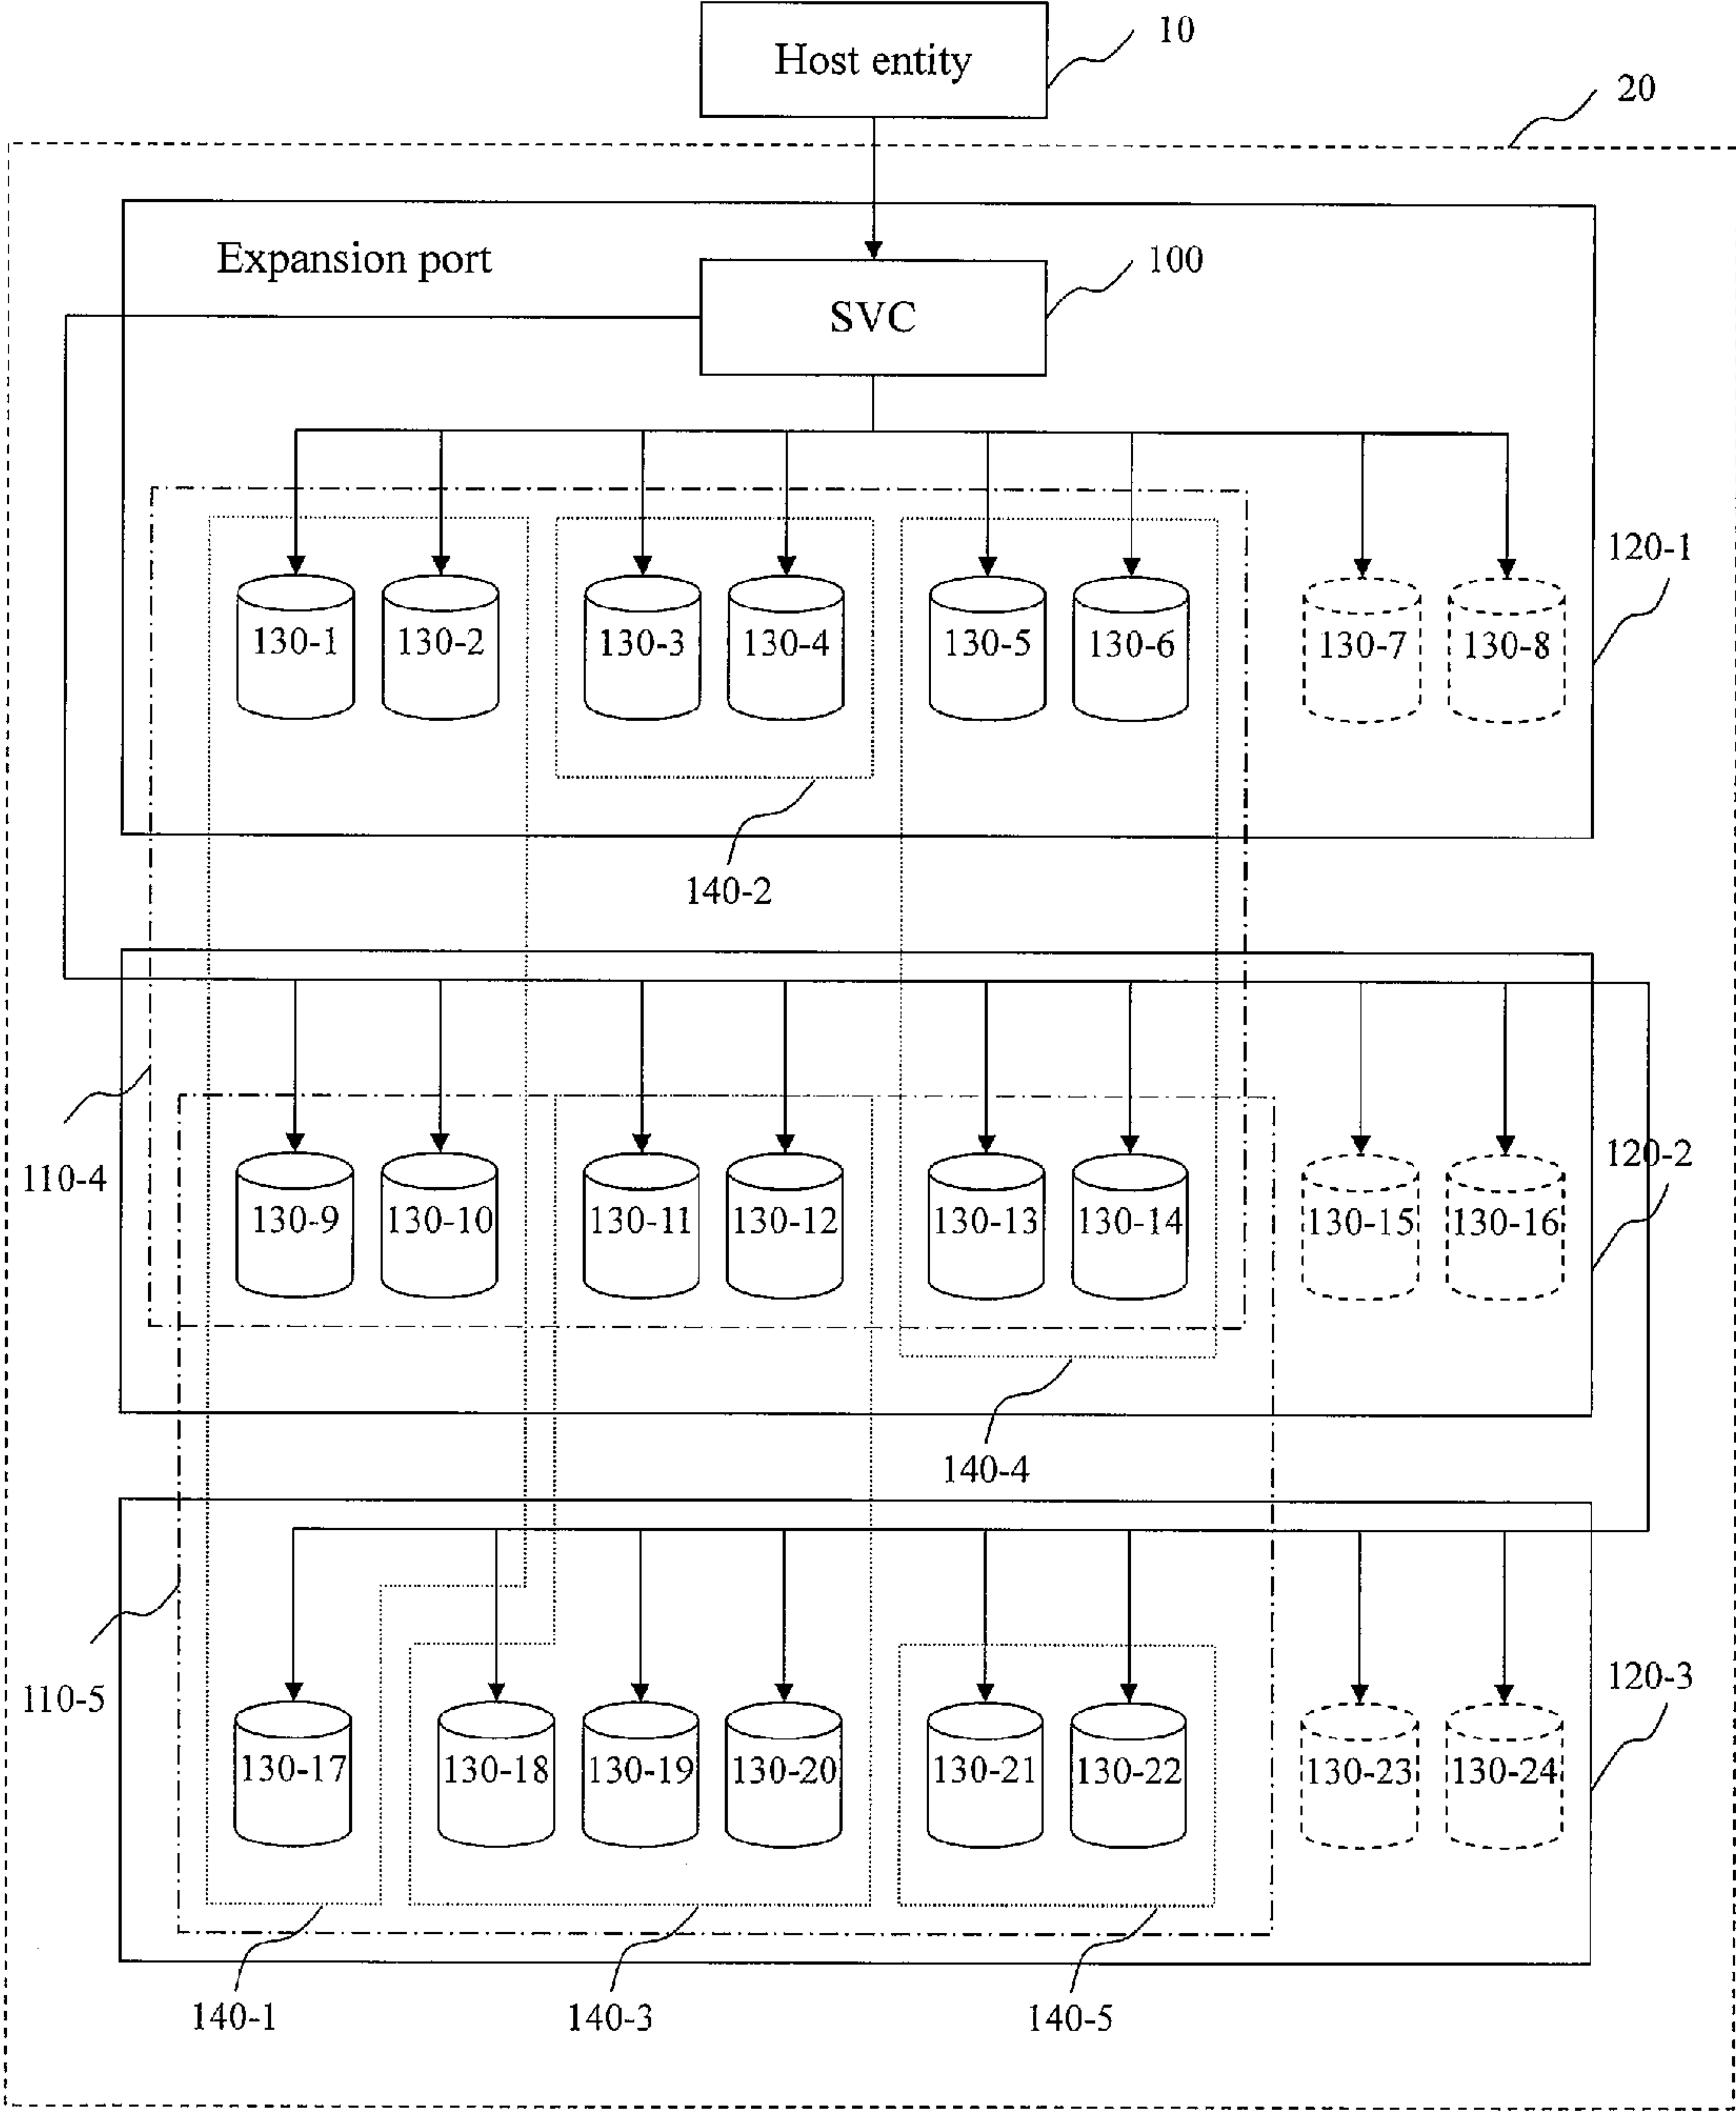 Host entity
10
20
Expansion port
SVC
100
120-1
130-1 130-2 130-3 130-4 130-5 130-6 130-7 130-8
140-2
110-4
120-2
130-9 130-10 130-11 130-12 130-13 130-14 130-15 130-16
140-4
110-5
120-3
130-17 130-18 130-19 130-20 130-21 130-22 130-23 130-24
140-1 140-3 140-5